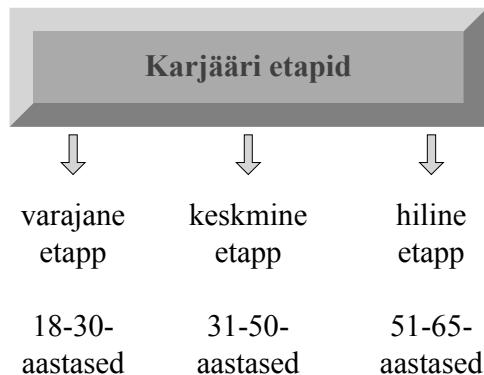 Karjääri etapid
varajane
etapp
keskmine
etapp
hiline
etapp
18-30-
aastased
31-50-
aastased
51-65-
aastased